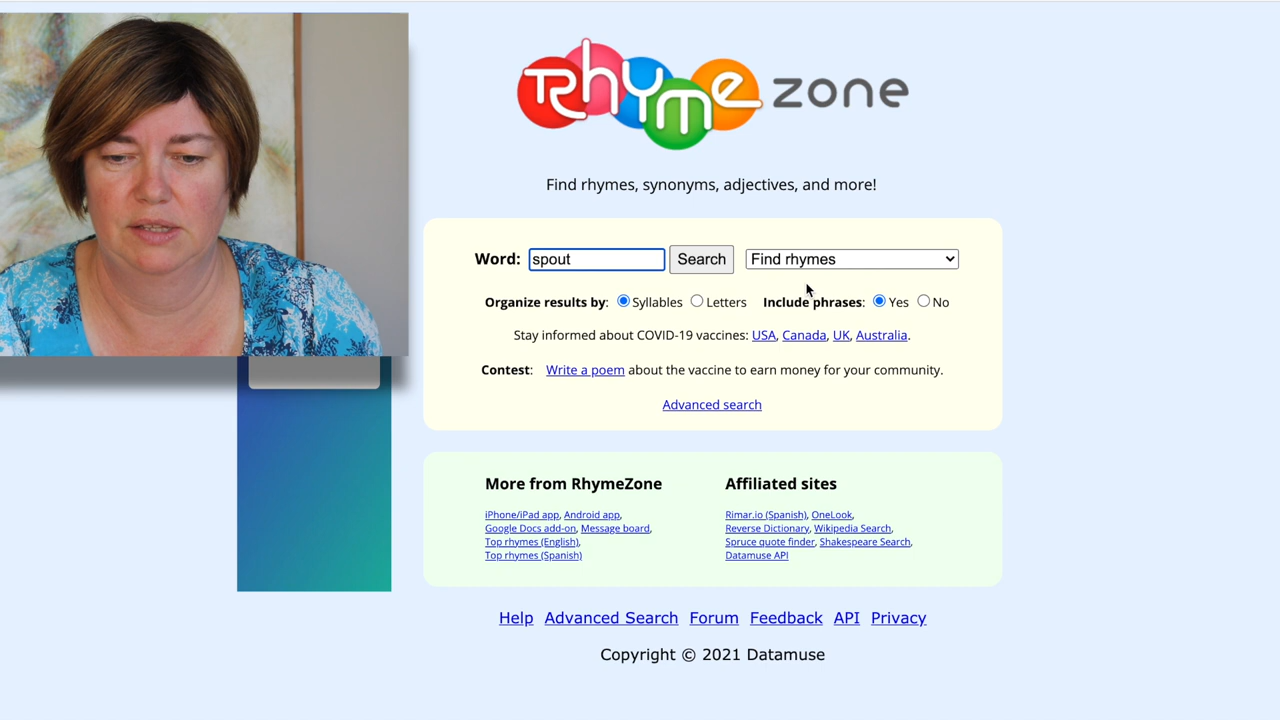 Rhyme zone
Find rhymes, synonyms, adjectives, and more!
Word: spout Search Find rhymes
Organize results by: Syllables Letters Include phrases: Yes No
Stay informed about COVID-19 vaccines: USA, Canada, UK, Australia.
Contest: Write a poem about the vaccine to earn money for your community.
Advanced search
More from RhymeZone
iPhone/iPad app, Android app,
Google Docs add-on, Message board,
Top rhymes (English),
Top rhymes (Spanish)
Affiliated sites
Rimar.io (Spanish), OneLook,
Reverse Dictionary, Wikipedia Search,
Spruce quote finder, Shakespeare Search,
Datamuse API
Help Advanced Search Forum Feedback API Privacy
Copyright © 2021 Datamuse